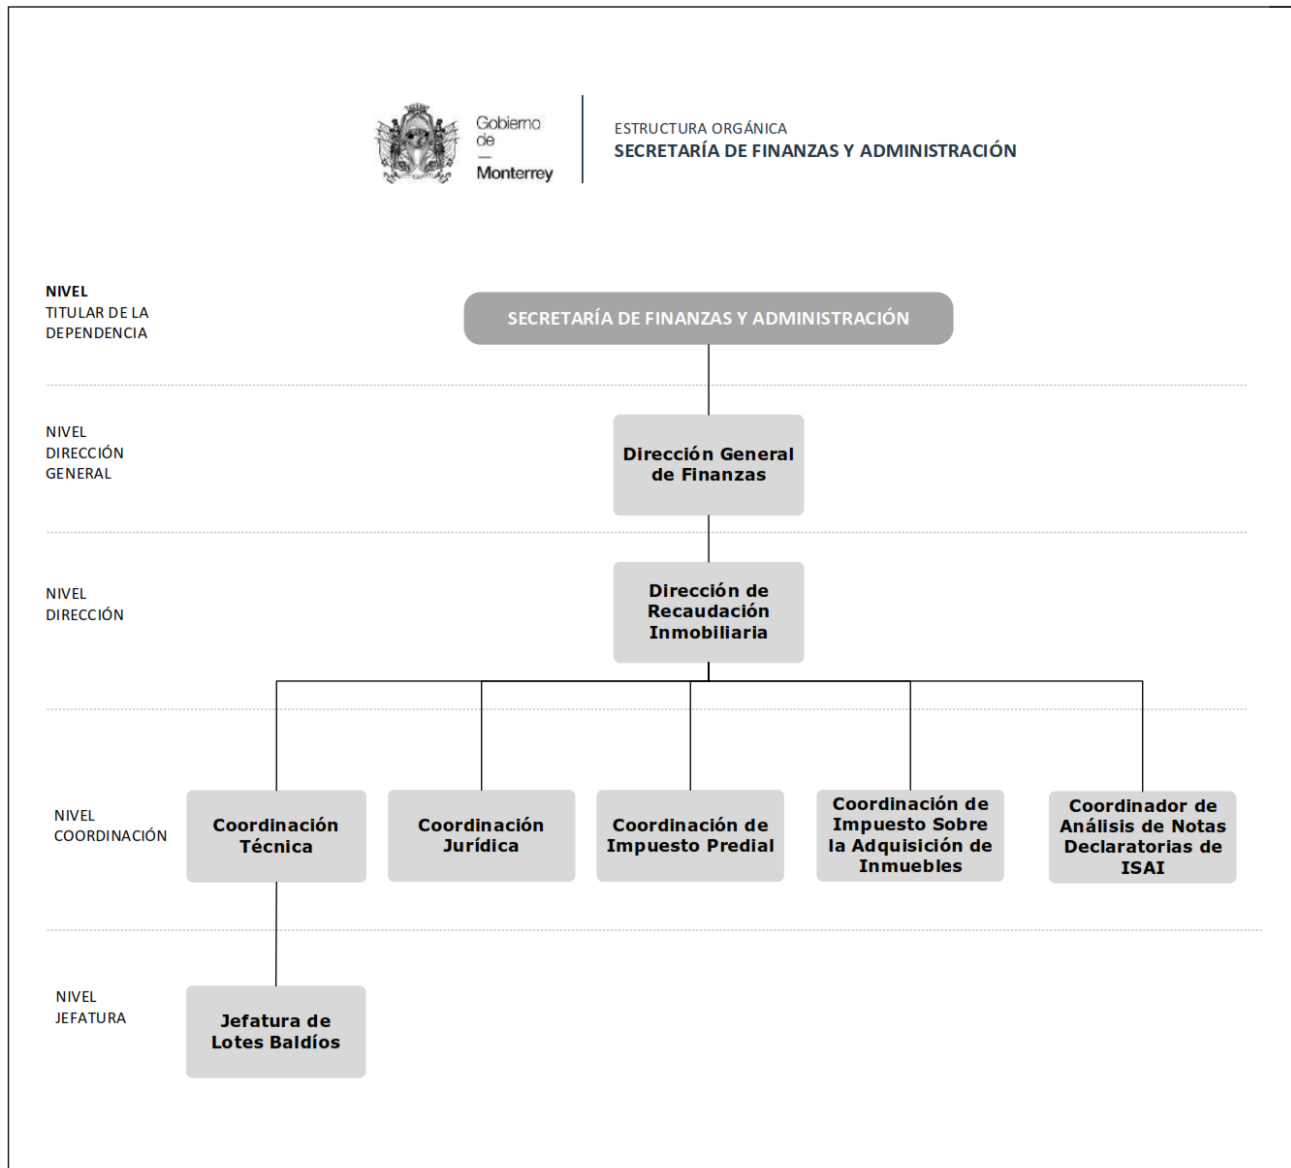 Gobierno
de
—
Monterrey
ESTRUCTURA ORGÁNICA
SECRETARÍA DE FINANZAS Y ADMINISTRACIÓN
NIVEL
TITULAR DE LA
DEPENDENCIA
SECRETARÍA DE FINANZAS Y ADMINISTRACIÓN
NIVEL
DIRECCIÓN
GENERAL
Dirección General
de Finanzas
NIVEL
DIRECCIÓN
Dirección de
Recaudación
Inmobiliaria
NIVEL
COORDINACIÓN
Coordinación
Técnica
Coordinación
Jurídica
Coordinación de
Impuesto Predial
Coordinación de
Impuesto Sobre
la Adquisición de
Inmuebles
Coordinador de
Análisis de Notas
Declaratorias de
ISAI
NIVEL
JEFATURA
Jefatura de
Lotes Baldíos